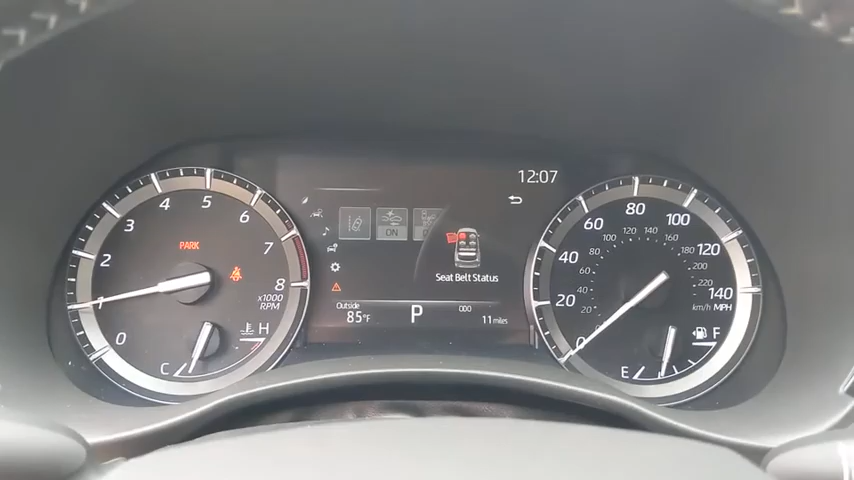 12:07
4 5
3 6
PARK
2 7
1 8
x1000
RPM
0
C H
ON
Seat Belt Status
Outside
85°F
P
000
11 miles
60 80 100
40 120
20 140
100 120 140 160
80 180
60 200
40 220
20 km/h MPH
E F